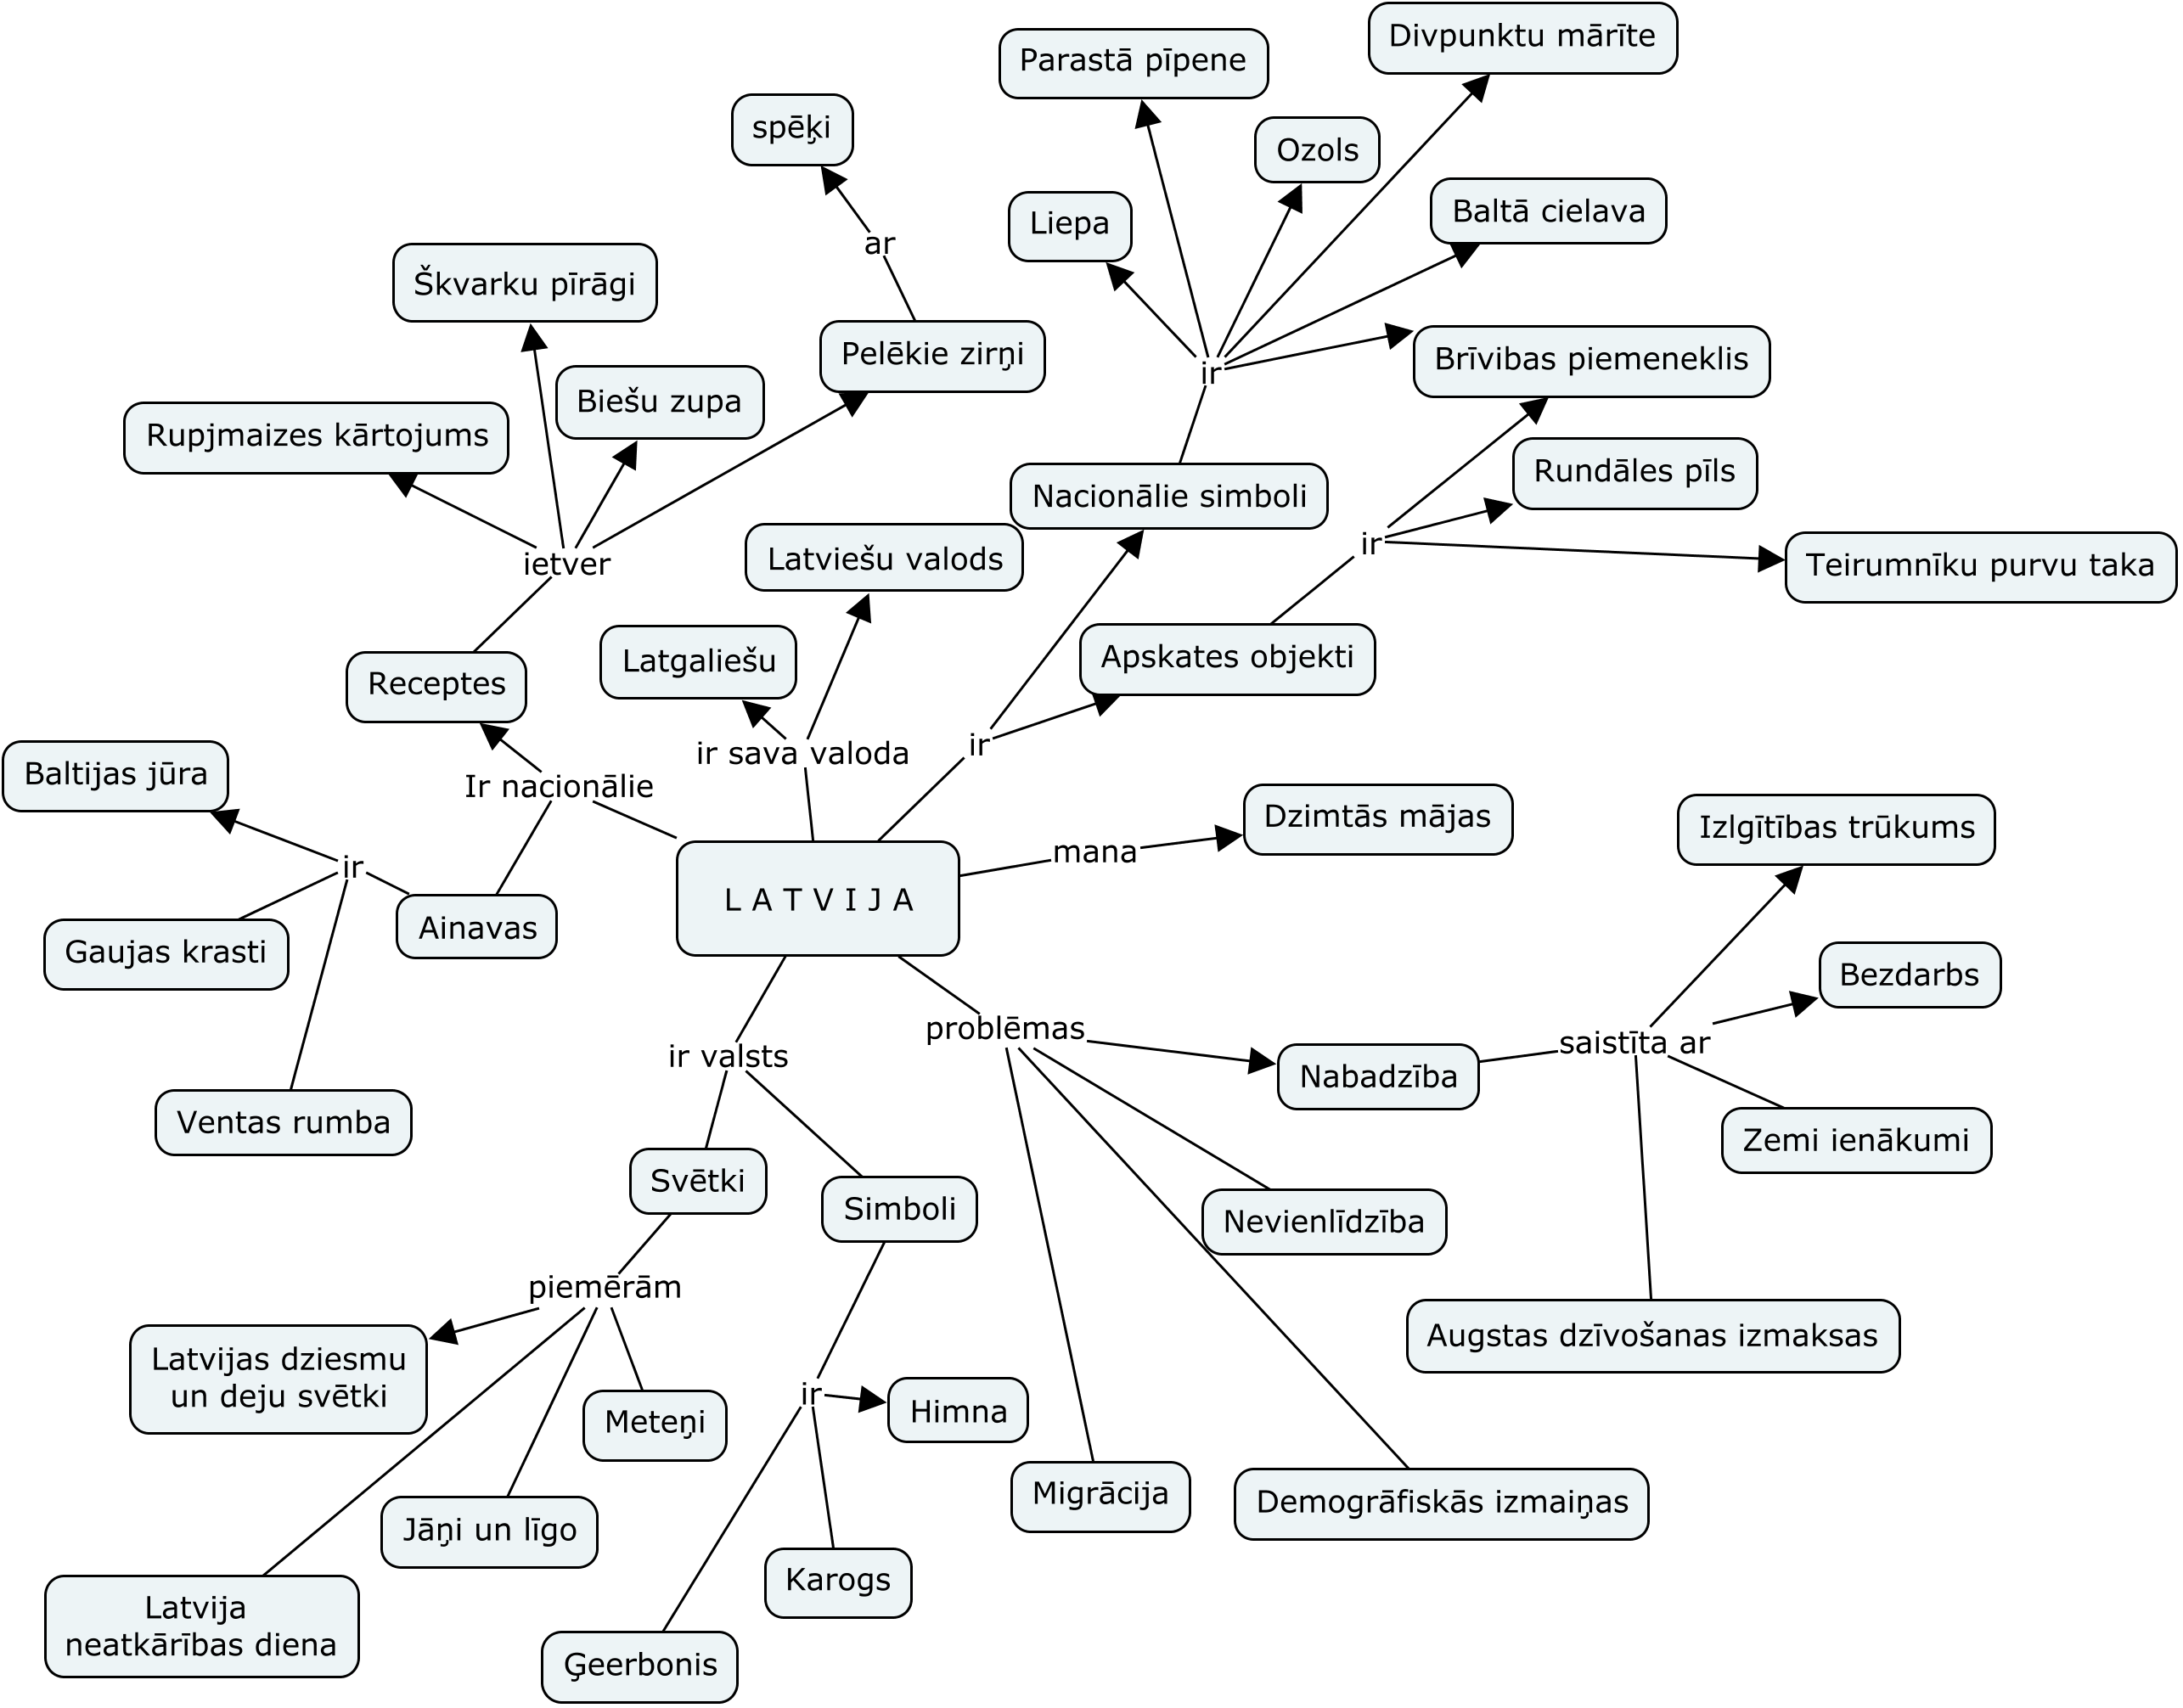 Divpunktu mārīte
Parastā pīpene
spēķi
Ozols
Liepa
Baltā cielava
ar
Škvarku pīrāgi
Pelēkie zirņi
ir
Brīvibas piemeneklis
Biešu zupa
Rupjmaizes kārtojums
Rundāles pīls
Nacionālie simboli
ietver
Latviešu valods
ir
Teirumnīku purvu taka
Latgaliešu
Apskates objekti
Receptes
ir sava valoda
ir
Baltijas jūra
Ir nacionālie
Dzimtās mājas
Izlgītības trūkums
mana
ir
L A T V I J A
Ainavas
Gaujas krasti
Bezdarbs
problēmas
saistīta ar
ir valsts
Nabadzība
Ventas rumba
Zemi ienākumi
Svētki
Simboli
Nevienlīdzība
piemērām
Augstas dzīvošanas izmaksas
Latvijas dziesmu
un deju svētki
ir
Himna
Meteņi
Migrācija
Demogrāfiskās izmaiņas
Jāņi un līgo
Karogs
Latvija
neatkārības diena
Ģeerbonis